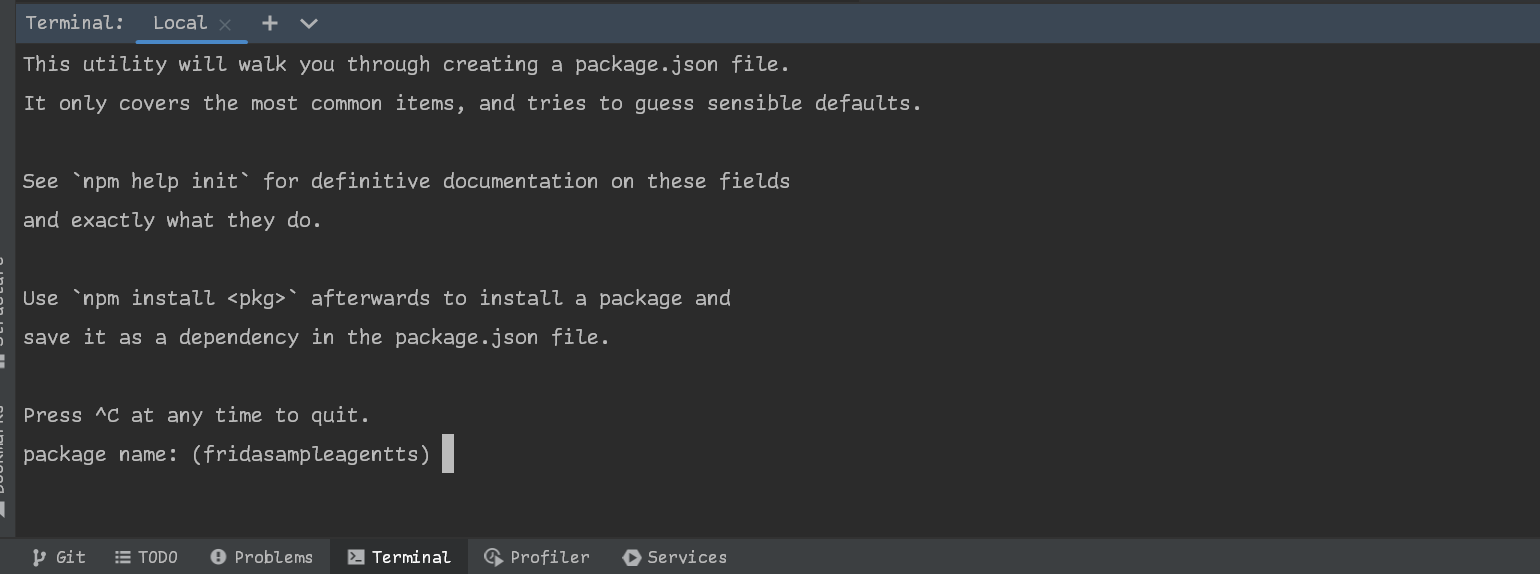 Terminal: Local
This utility will walk you through creating a package.json file.
It only covers the most common items, and tries to guess sensible defaults.
See `npm help init` for definitive documentation on these fields
and exactly what they do.
Use `npm install <pkg>` afterwards to install a package and
save it as a dependency in the package.json file.
Press ^C at any time to quit.
package name: (fridasampleagentts)
Structure
Bookmarks
Git TODO Problems Terminal Profiler Services